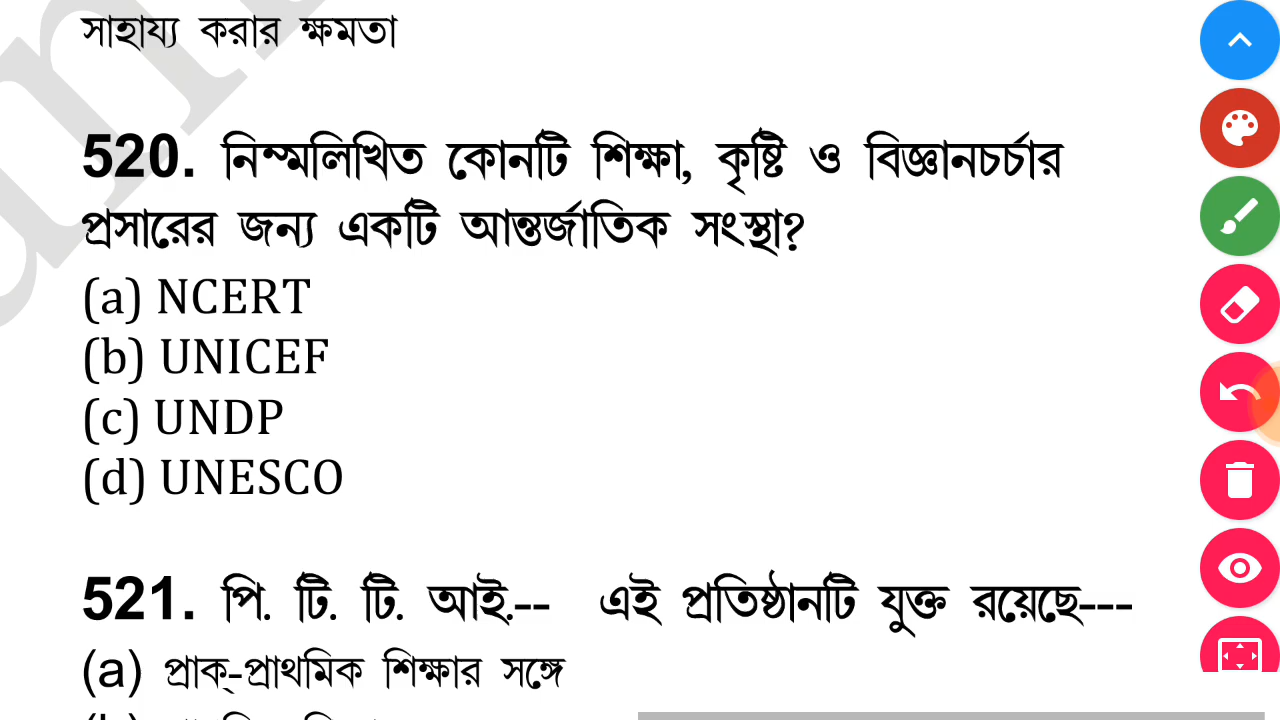 সাহায্য করার ক্ষমতা
520. নিম্মলিখিত কোনটি শিক্ষা, কৃষ্টি ও বিজ্ঞানচর্চার
প্রসারের জন্য একটি আন্তর্জাতিক সংস্থা?
(a) NCERT
(b) UNICEF
(c) UNDP
(d) UNESCO
521. পি. টি. টি. আই.-- এই প্রতিষ্ঠানটি যুক্ত রয়েছে---
(a) প্রাক্-প্রাথমিক শিক্ষার সঙ্গে